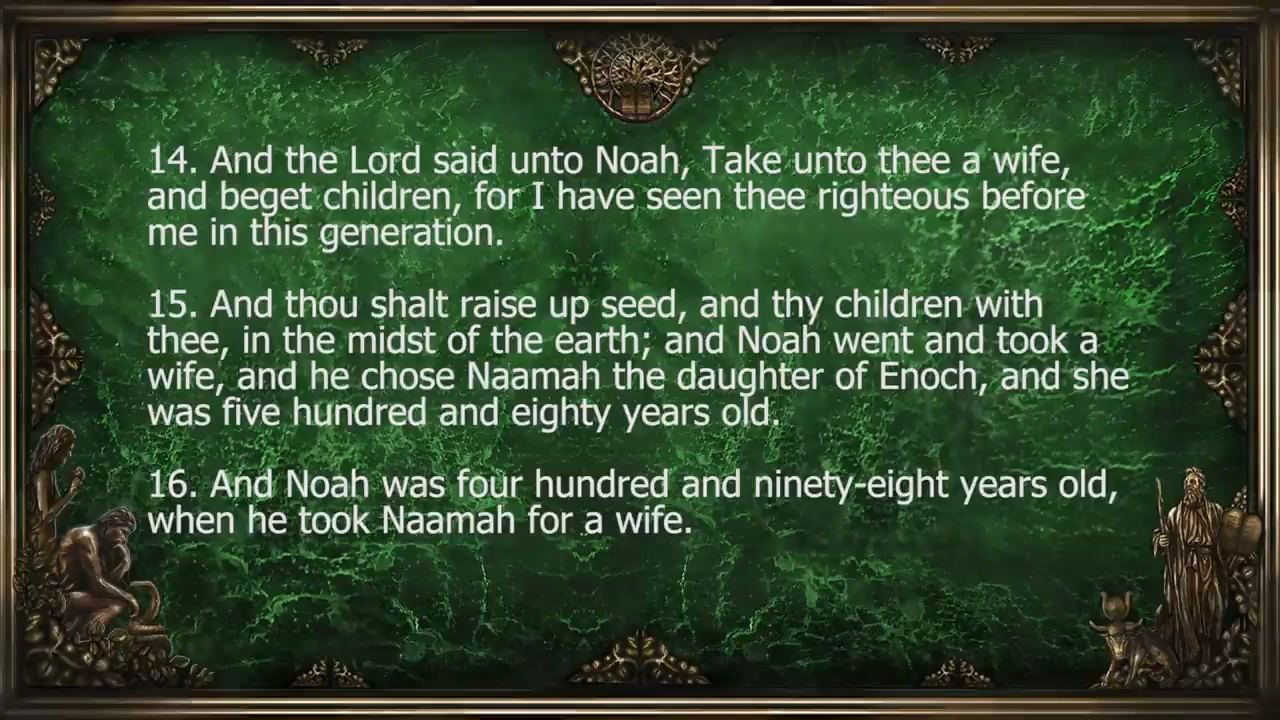 14. And the Lord said unto Noah, Take unto thee a wife,
and beget children, for I have seen thee righteous before
me in this generation.
15. And thou shalt raise up seed, and thy children with
thee, in the midst of the earth; and Noah went and took a
wife, and he chose Naamah the daughter of Enoch, and she
was five hundred and eighty years old.
16. And Noah was four hundred and ninety-eight years old,
when he took Naamah for a wife.